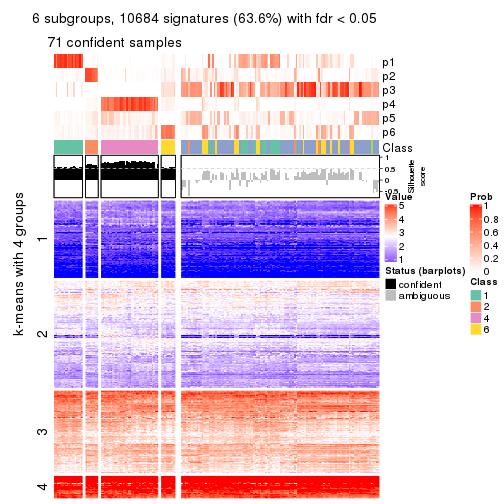 6 subgroups, 10684 signatures (63.6%) with fdr < 0.05
71 confident samples
p1
p2
p3
p4
p5
p6
Class
1
0.5
0
-0.5
Silhouette
score
k-means with 4 groups
1
2
3
4
Value
5
4
3
2
1
Status (barplots)
confident
ambiguous
Prob
1
0.8
0.6
0.4
0.2
0
Class
1
2
4
6